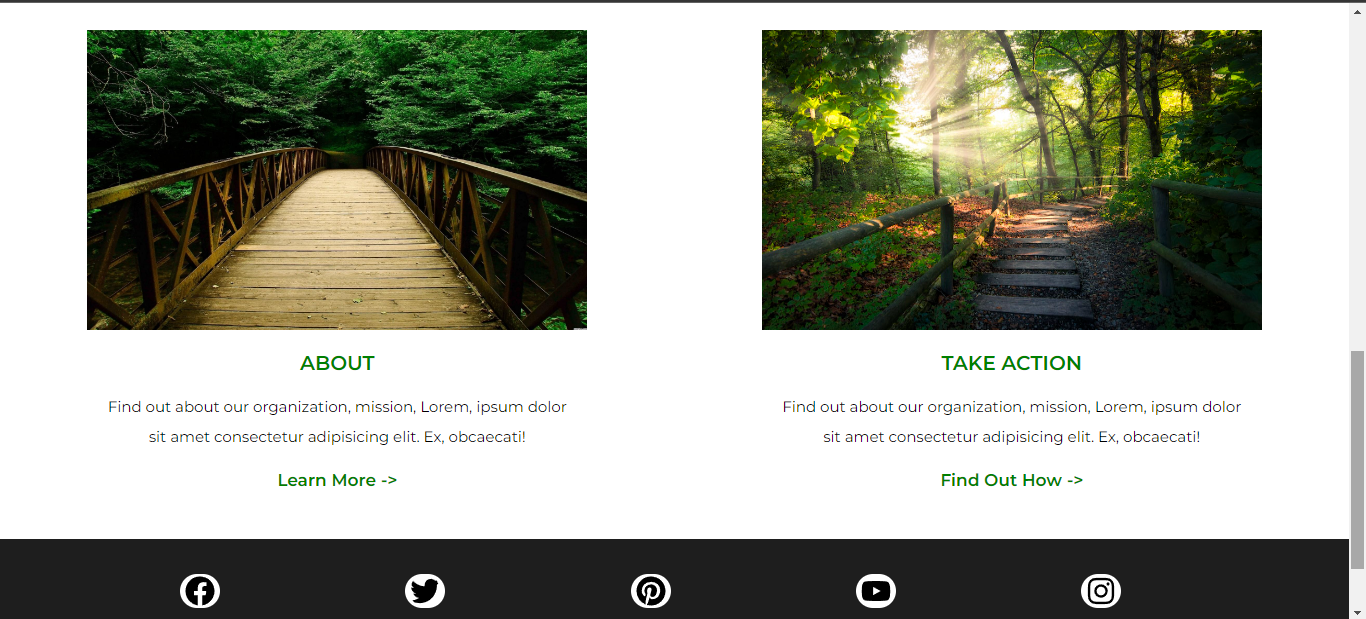 ABOUT
Find out about our organization, mission, Lorem, ipsum dolor
sit amet consectetur adipisicing elit. Ex, obcaecati!
Learn More ->
TAKE ACTION
Find out about our organization, mission, Lorem, ipsum dolor
sit amet consectetur adipisicing elit. Ex, obcaecati!
Find Out How ->